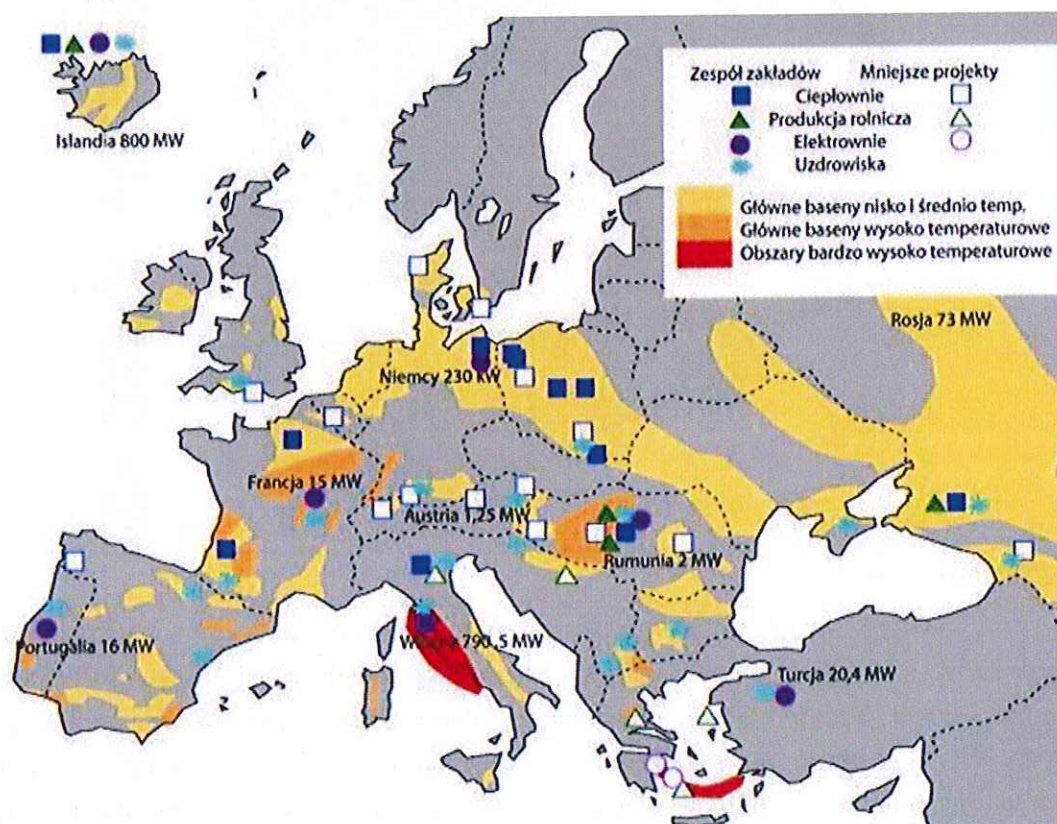 Zespół zakładów Mniejsze projekty
Ciepłownie
Produkcja rolnicza
Elektrownie
Uzdrowiska
Główne baseny nisko i średnio temp.
Główne baseny wysoko temperaturowe
Obszary bardzo wysoko temperaturowe
Islandia 800 MW
Rosja 73 MW
Niemcy 230 kW
Francja 15 MW
Austria 1,25 MW
Rumunia 2 MW
Portugalia 16 MW
790,5 MW
Turcja 20,4 MW